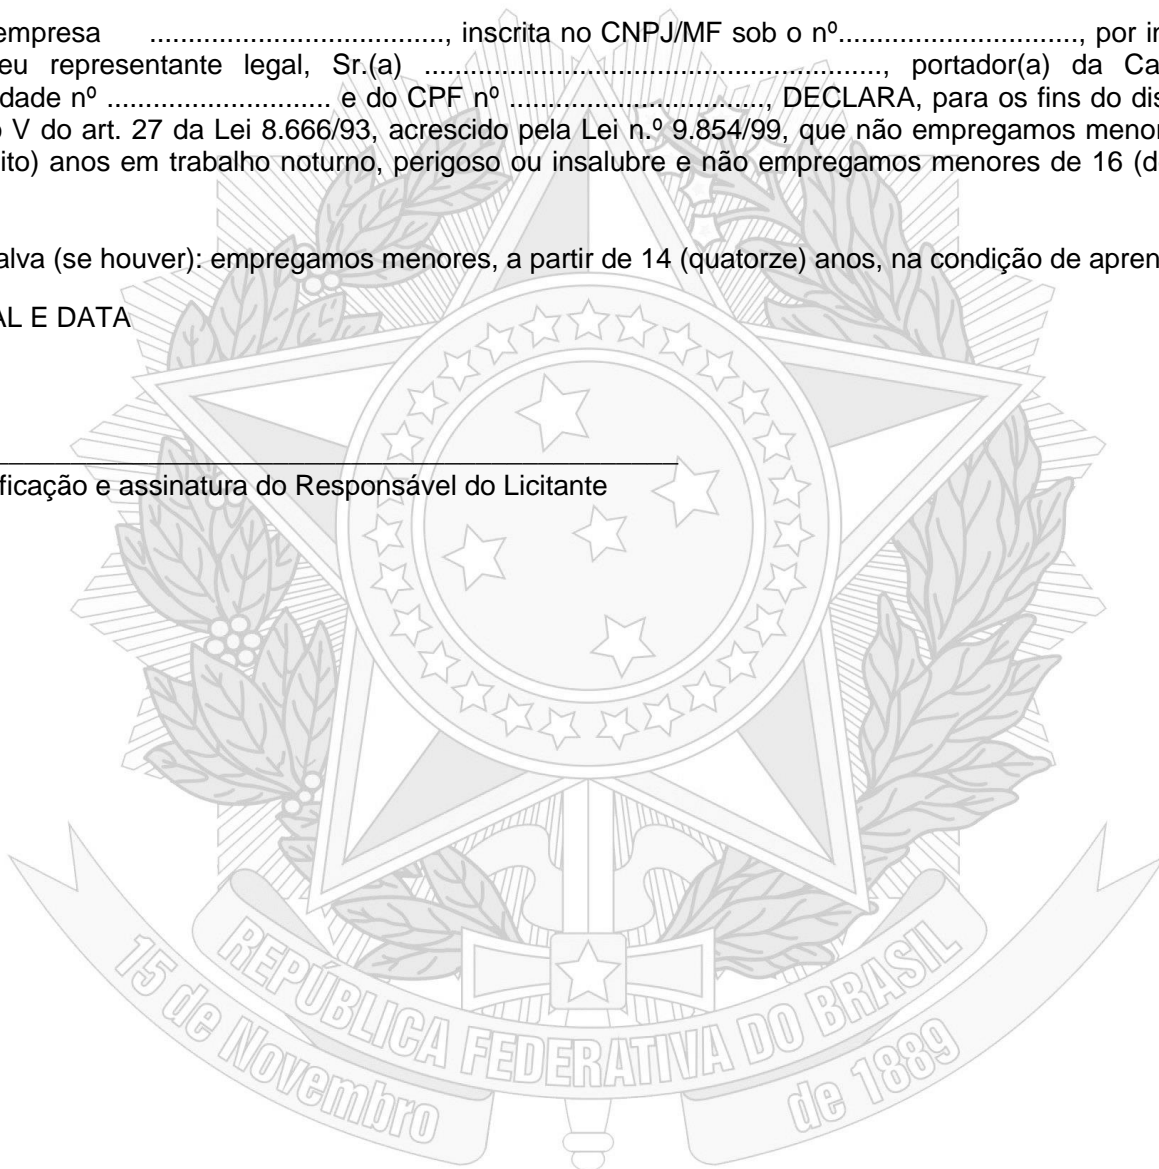 empresa ......................................, inscrita no CNPJ/MF sob o nº..............................., por in
eu representante legal, Sr.(a) ..........................................................., portador(a) da Ca
dade nº ............................. e do CPF nº ................................., DECLARA, para os fins do dis
o V do art. 27 da Lei 8.666/93, acrescido pela Lei n.º 9.854/99, que não empregamos menor
ito) anos em trabalho noturno, perigoso ou insalubre e não empregamos menores de 16 (d
alva (se houver): empregamos menores, a partir de 14 (quatorze) anos, na condição de apren
AL E DATA
ficação e assinatura do Responsável do Licitante
REPÚBLICA FEDERATIVA DO BRASIL
15 de Novembro de 1889